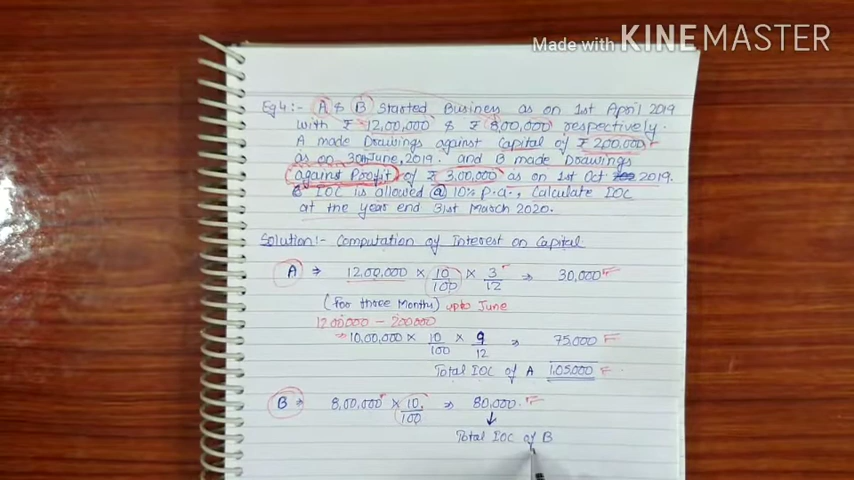 Made with KINEMASTER
Eg4:- A & B Started Business as on 1st April 2019
with ₹ 12,00,000 & ₹ 8,00,000 respectively.
A made Drawings against Capital of ₹ 200,000
as on 30th June, 2019. and B made Drawings
against Profit of ₹ 3,00,000 as on 1st Oct 2019.
IOC is allowed @ 10% p.a., Calculate IOC
at the year end 31st March 2020.
Solution:- Computation of Interest on Capital
A ⇒ 12,00,000 × 10/100 × 3/12 ⇒ 30,000
(for three Months) upto June
1200000 - 200000
⇒ 10,00,000 × 10/100 × 9/12 ⇒ 75,000
Total IOC of A 1,05,000
B ⇒ 8,00,000 × 10/100 ⇒ 80,000
↓
Total IOC of B